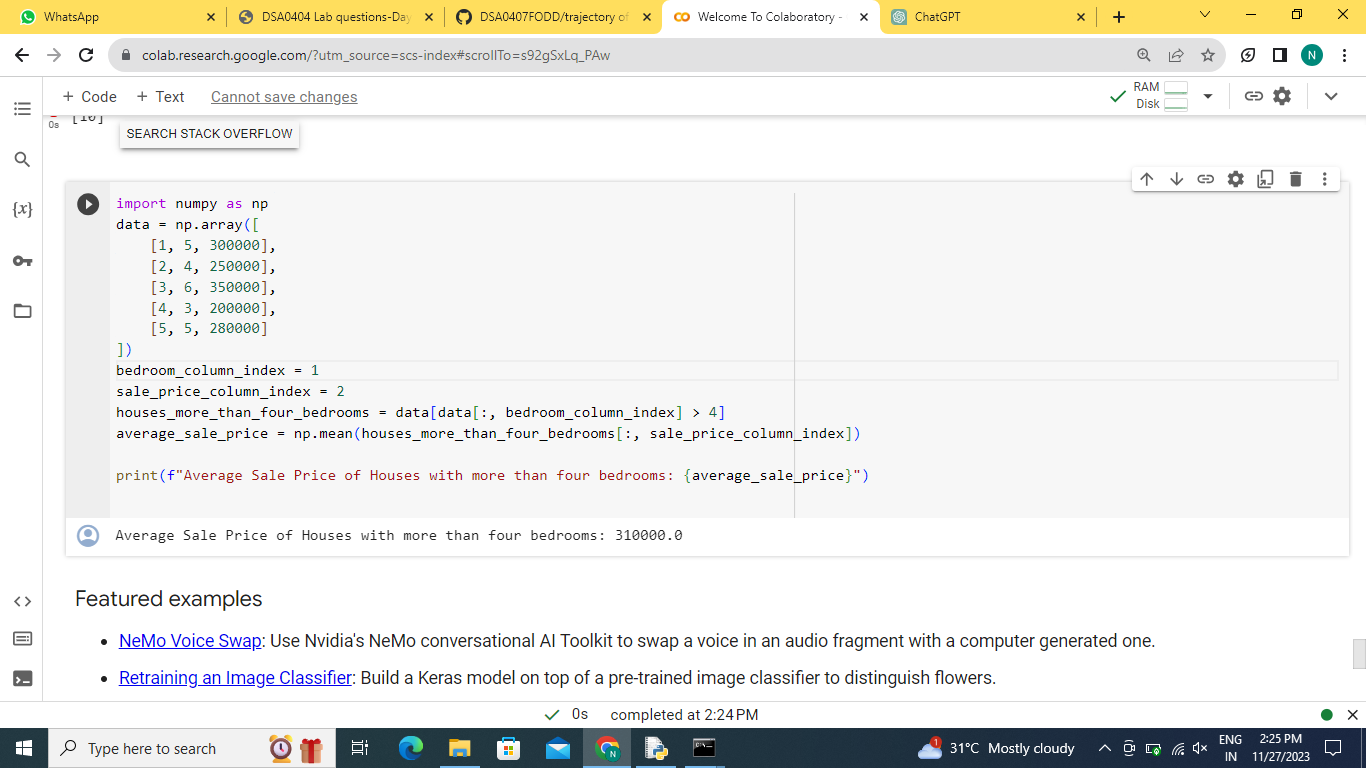 WhatsApp
DSA0404 Lab questions-Day
DSA0407FODD/trajectory of
Welcome To Colaboratory -
ChatGPT
colab.research.google.com/?utm_source=scs-index#scrollTo=s92gSxLq_PAw
N
+ Code + Text Cannot save changes
RAM
Disk
0s
[10]
SEARCH STACK OVERFLOW
{x}
import numpy as np
data = np.array([
[1, 5, 300000],
[2, 4, 250000],
[3, 6, 350000],
[4, 3, 200000],
[5, 5, 280000]
])
bedroom_column_index = 1
sale_price_column_index = 2
houses_more_than_four_bedrooms = data[data[:, bedroom_column_index] > 4]
average_sale_price = np.mean(houses_more_than_four_bedrooms[:, sale_price_column_index])
print(f"Average Sale Price of Houses with more than four bedrooms: {average_sale_price}")
Average Sale Price of Houses with more than four bedrooms: 310000.0
Featured examples
• NeMo Voice Swap: Use Nvidia's NeMo conversational AI Toolkit to swap a voice in an audio fragment with a computer generated one.
• Retraining an Image Classifier: Build a Keras model on top of a pre-trained image classifier to distinguish flowers.
0s completed at 2:24 PM
Type here to search
1
31°C Mostly cloudy
ENG
IN
2:25 PM
11/27/2023